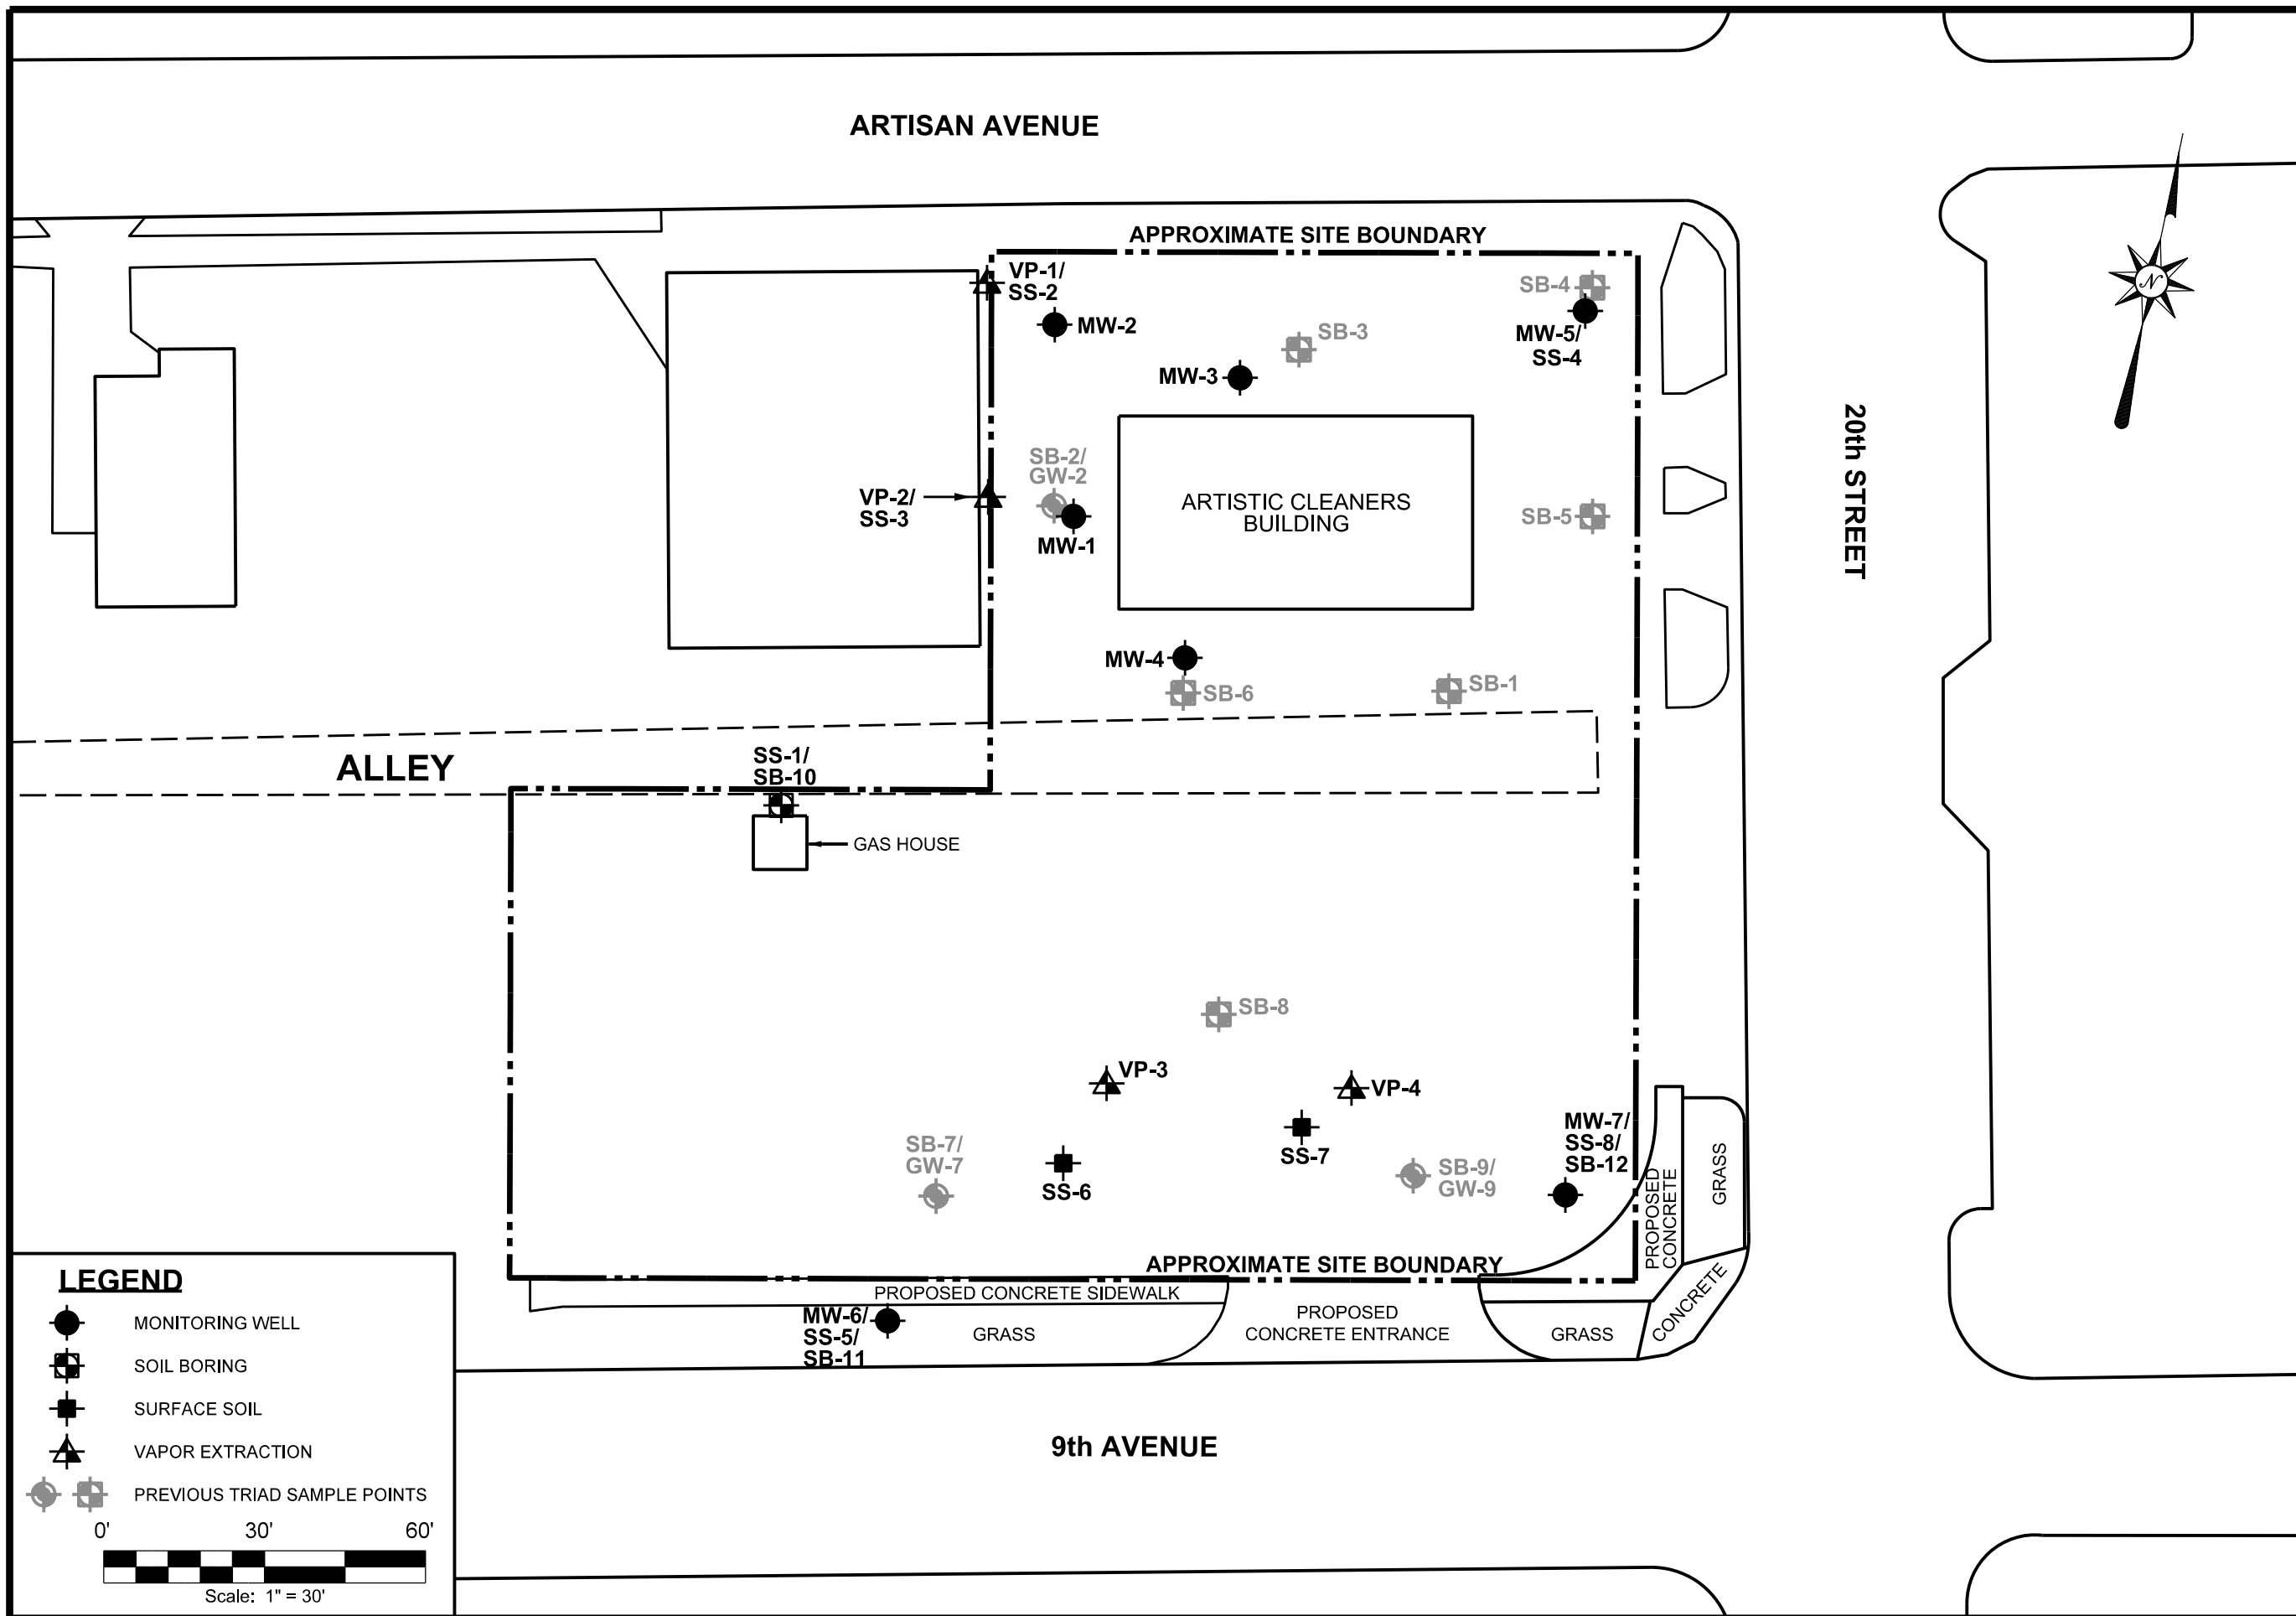 ARTISAN AVENUE
APPROXIMATE SITE BOUNDARY
VP-1/
SS-2
MW-2
SB-3
SB-4
MW-5/
SS-4
MW-3
N
20th STREET
SB-2/
GW-2
VP-2/
SS-3
MW-1
ARTISTIC CLEANERS
BUILDING
SB-5
MW-4
SB-6
SB-1
ALLEY
SS-1/
SB-10
GAS HOUSE
SB-8
VP-3
VP-4
SB-7/
GW-7
SS-6
SS-7
SB-9/
GW-9
MW-7/
SS-8/
SB-12
PROPOSED
CONCRETE
GRASS
APPROXIMATE SITE BOUNDARY
PROPOSED CONCRETE SIDEWALK
MW-6/
SS-5/
SB-11
GRASS
PROPOSED
CONCRETE ENTRANCE
GRASS
CONCRETE
9th AVENUE
LEGEND
MONITORING WELL
SOIL BORING
SURFACE SOIL
VAPOR EXTRACTION
PREVIOUS TRIAD SAMPLE POINTS
0' 30' 60'
Scale: 1" = 30'